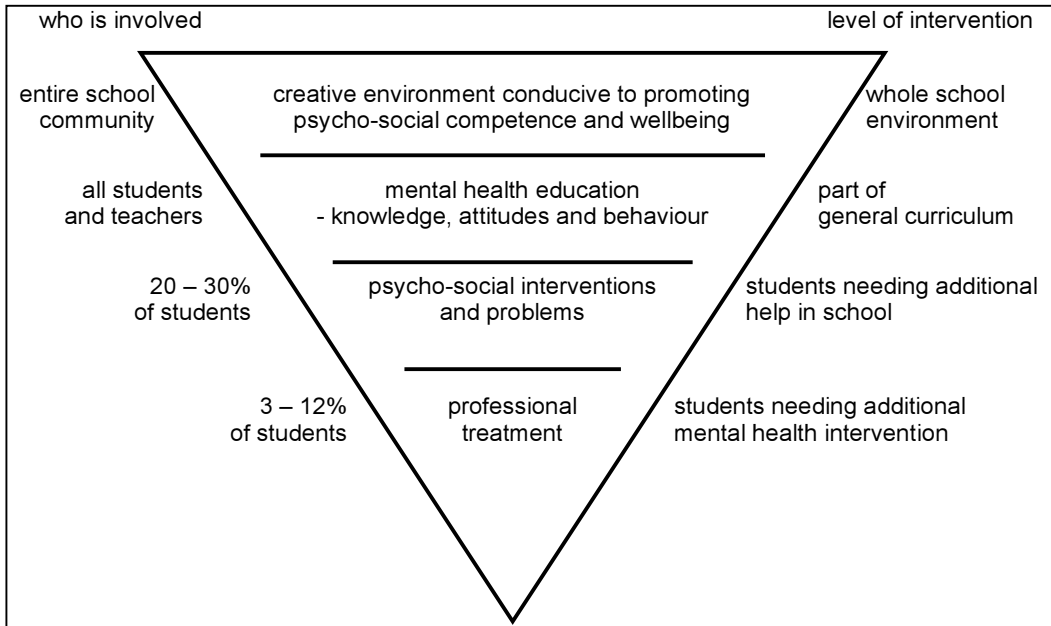 who is involved
level of intervention
entire school
community
creative environment conducive to promoting
psycho-social competence and wellbeing
whole school
environment
all students
and teachers
mental health education
- knowledge, attitudes and behaviour
part of
general curriculum
20 – 30%
of students
psycho-social interventions
and problems
students needing additional
help in school
3 – 12%
of students
professional
treatment
students needing additional
mental health intervention